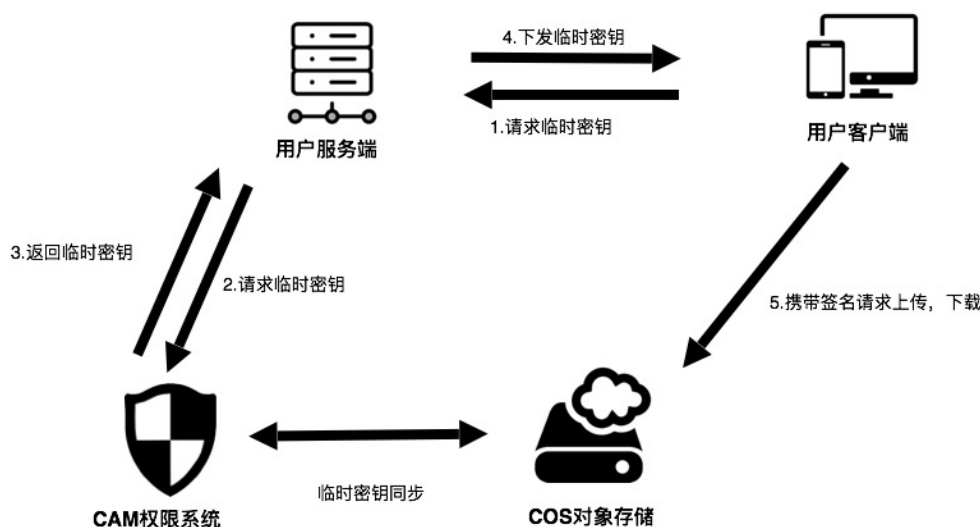 4.下发临时密钥
1.请求临时密钥
用户服务端
用户客户端
3.返回临时密钥
2.请求临时密钥
5.携带签名请求上传，下载
临时密钥同步
CAM权限系统
COS对象存储